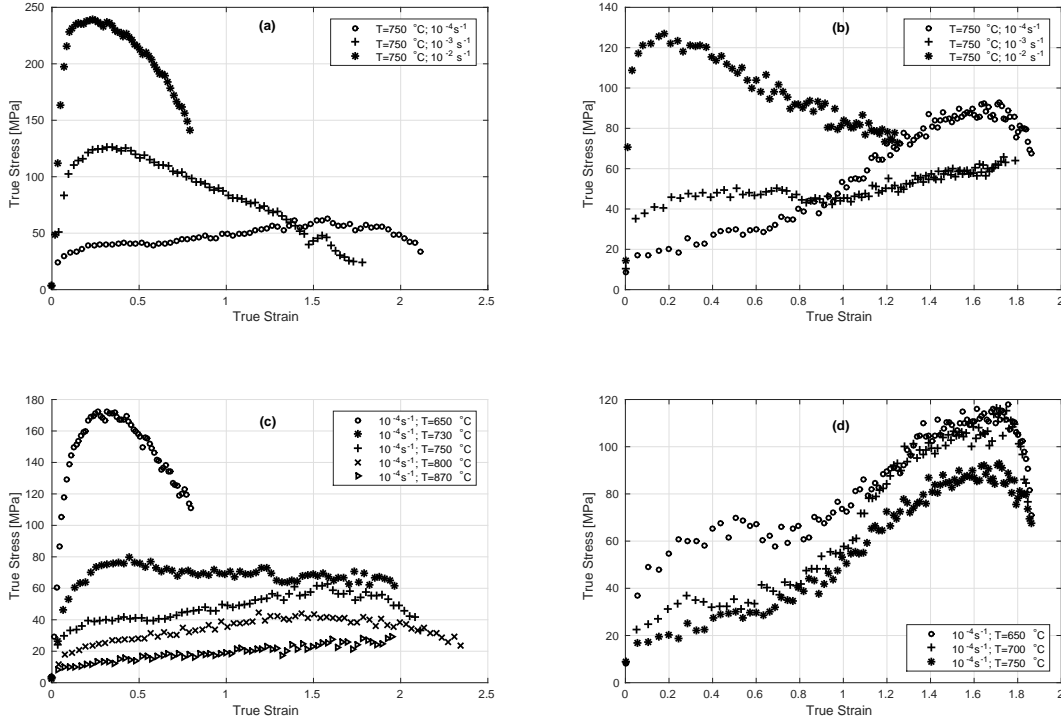 (a)
T=750 °C; 10⁻⁴s⁻¹
T=750 °C; 10⁻³ s⁻¹
T=750 °C; 10⁻² s⁻¹
True Stress [MPa]
250
200
150
100
50
0
0 0.5 1 1.5 2 2.5
True Strain
(b)
T=750 °C; 10⁻⁴s⁻¹
T=750 °C; 10⁻³ s⁻¹
T=750 °C; 10⁻² s⁻¹
True Stress [MPa]
140
120
100
80
60
40
20
0
0 0.2 0.4 0.6 0.8 1 1.2 1.4 1.6 1.8 2
True Strain
(c)
10⁻⁴s⁻¹; T=650 °C
10⁻⁴s⁻¹; T=730 °C
10⁻⁴s⁻¹; T=750 °C
10⁻⁴s⁻¹; T=800 °C
10⁻⁴s⁻¹; T=870 °C
True Stress [MPa]
180
160
140
120
100
80
60
40
20
0
0 0.5 1 1.5 2 2.5
True Strain
(d)
True Stress [MPa]
120
100
80
60
40
20
0
10⁻⁴s⁻¹; T=650 °C
10⁻⁴s⁻¹; T=700 °C
10⁻⁴s⁻¹; T=750 °C
0 0.2 0.4 0.6 0.8 1 1.2 1.4 1.6 1.8 2
True Strain